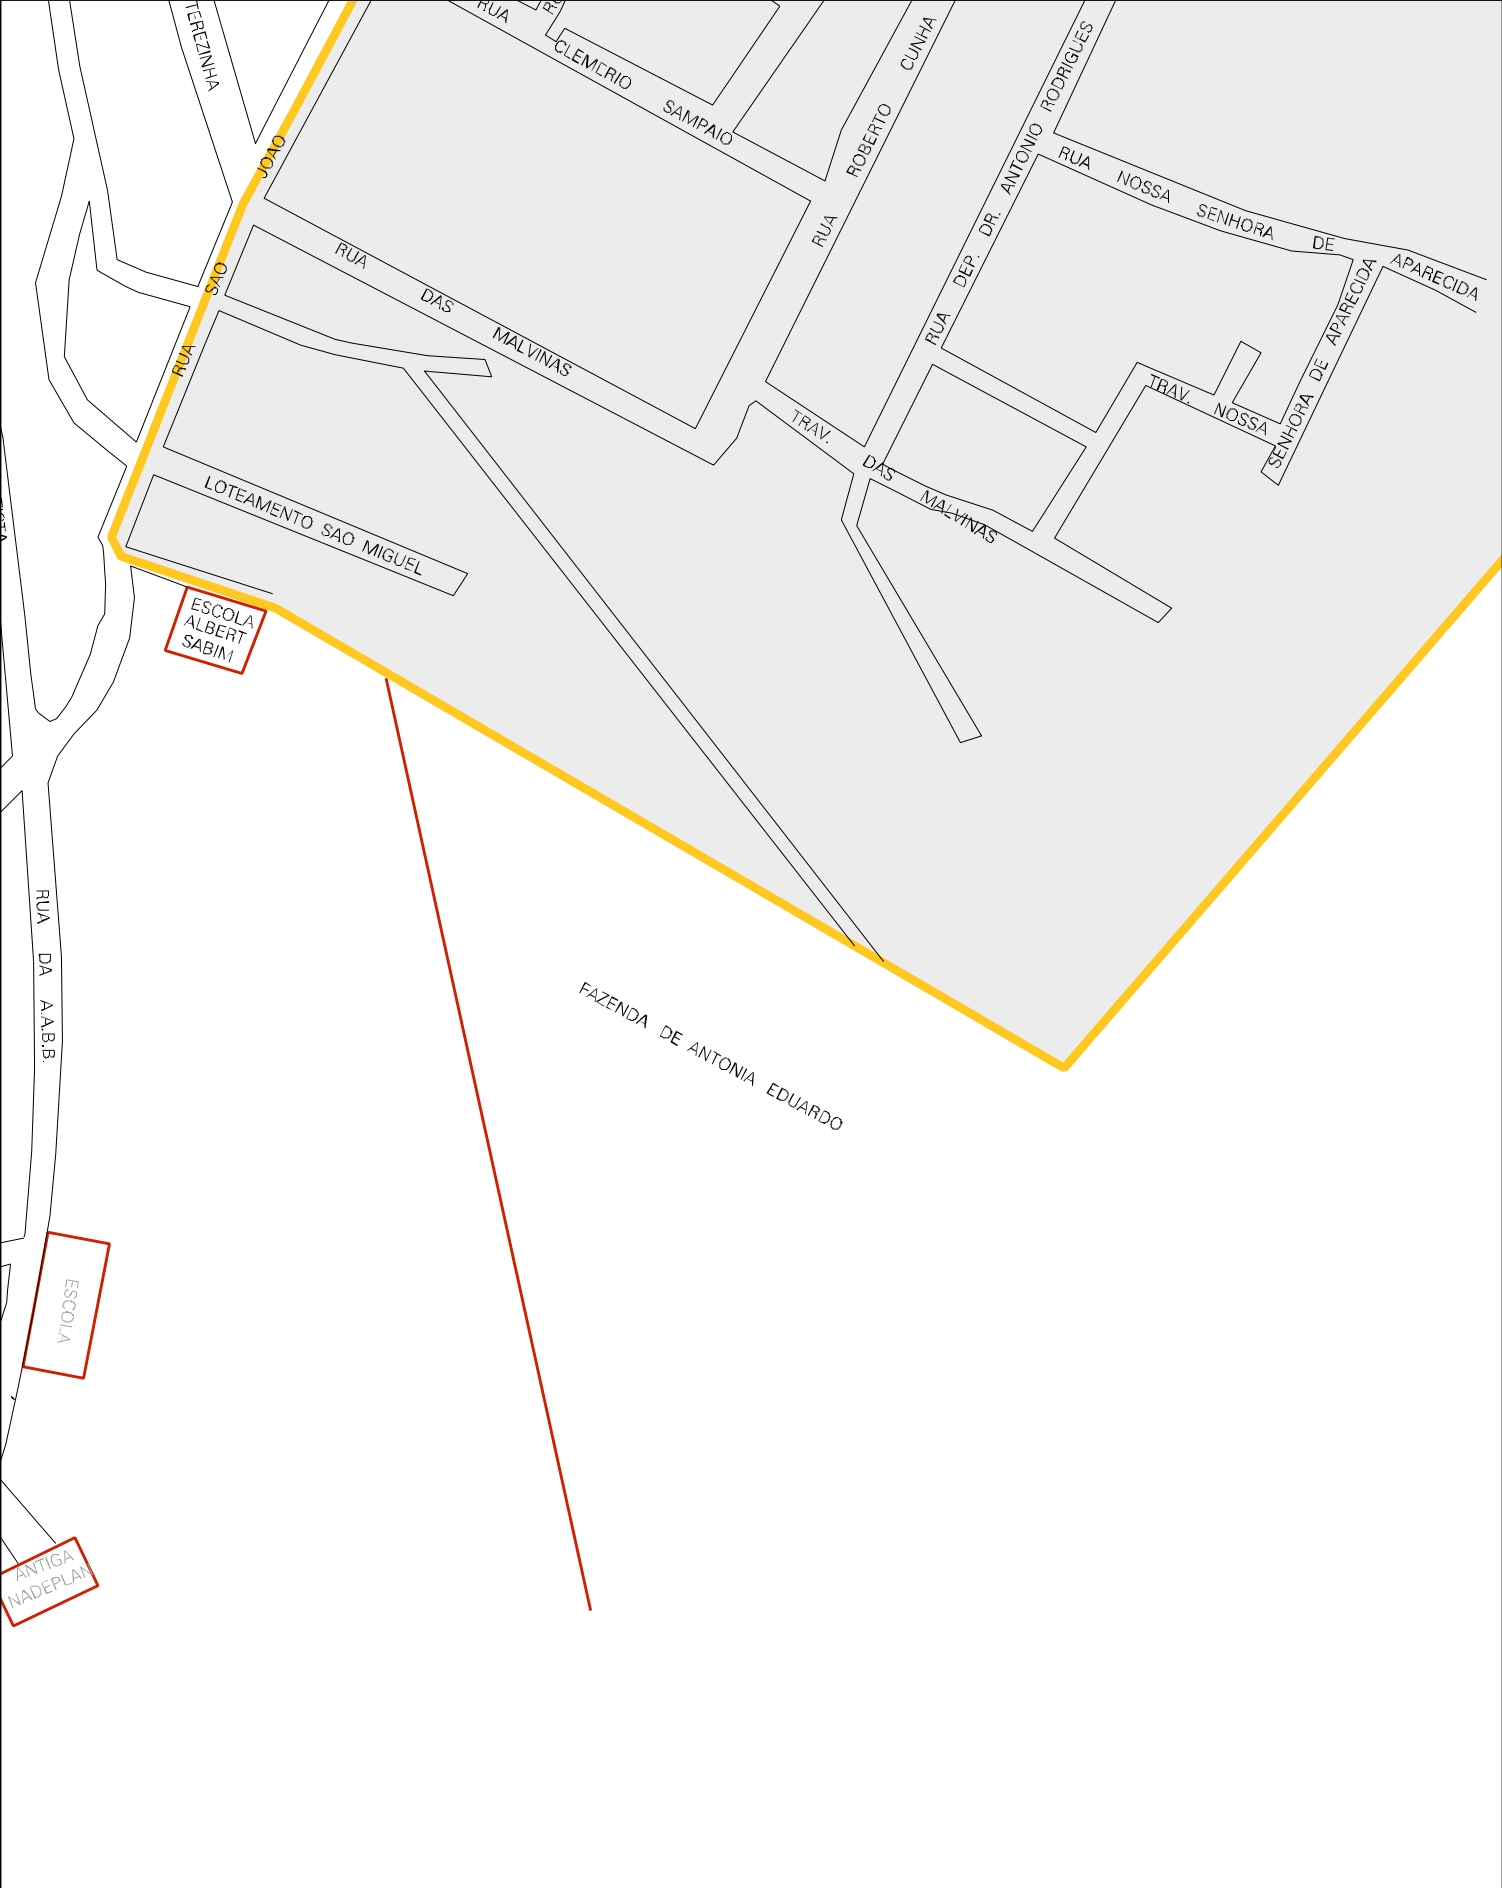 TEREZINHA
RUA CLEMERIO SAMPAIO
RUA ROBERTO CUNHA
RUA DEP. DR. ANTONIO RODRIGUES
RUA NOSSA SENHORA DE APARECIDA
RUA SAO JOAO
RUA DAS MALVINAS
TRAV. DAS MALVINAS
TRAV. NOSSA
SENHORA DE APARECIDA
LOTEAMENTO SAO MIGUEL
ESCOLA
ALBERT
SABIM
RUA DA A.A.B.B.
FAZENDA DE ANTONIA EDUARDO
ESCOLA
ANTIGA
NADEPLAN